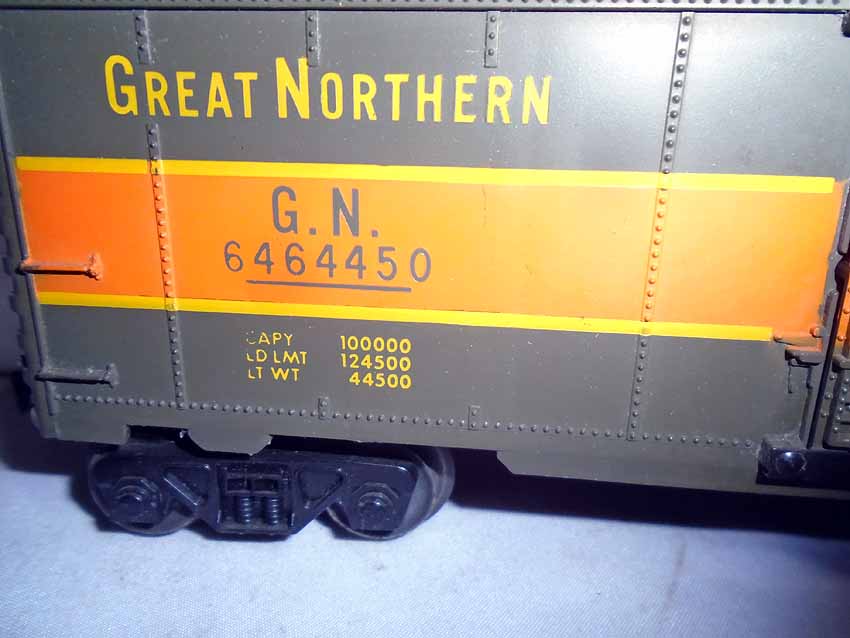 GREAT NORTHERN
G.N.
6464450
CAPY 100000
LD LMT 124500
LT WT 44500